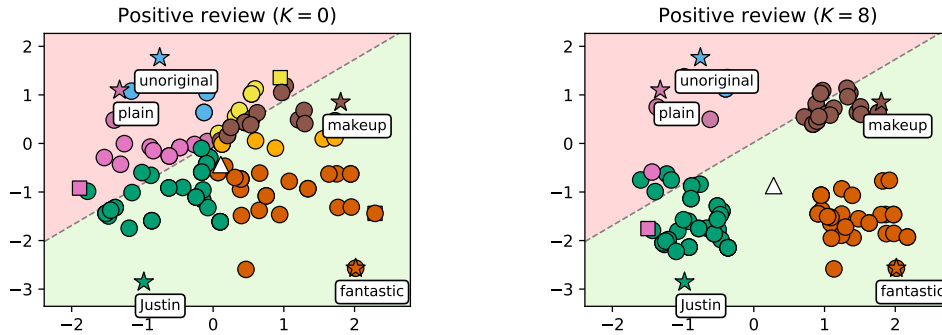 Positive review (K = 0)
2
1
0
−1
−2
−3
−2
−1
0
1
2
unoriginal
plain
makeup
Justin
fantastic
Positive review (K = 8)
2
1
0
−1
−2
−3
−2
−1
0
1
2
unoriginal
plain
makeup
Justin
fantastic